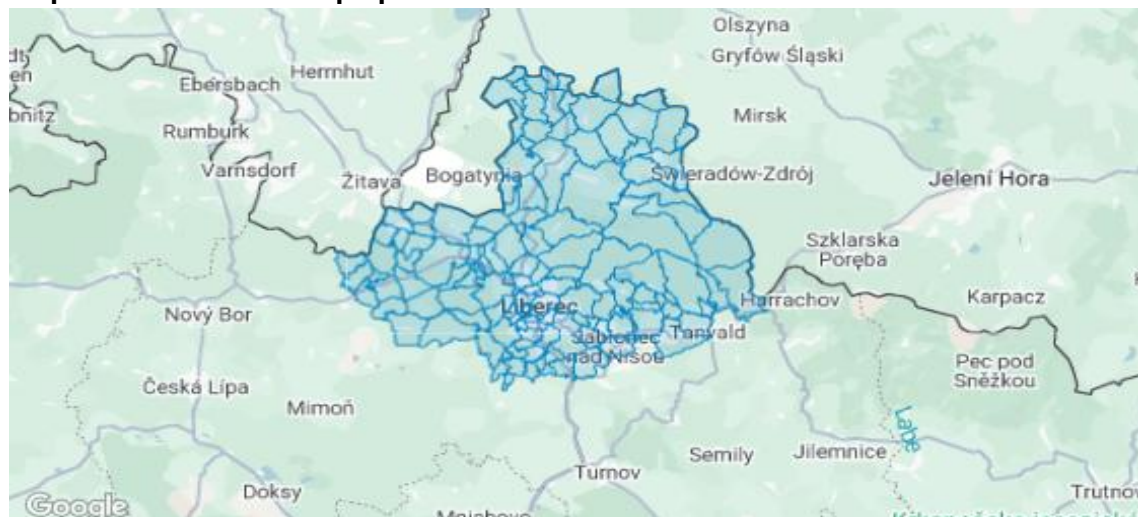 Olszyna
Gryfów Śląski
Herrnhut
Ebersbach
Mirsk
Rumburk
Varnsdorf
Žitava
Bogatynia
Świeradów-Zdrój
Jelení Hora
Szklarska
Poręba
Karpacz
Harrachov
Nový Bor
Liberec
Tanvald
Jablonec
nad Nisou
Pec pod
Sněžkou
Česká Lípa
Mimoň
Labe
Semily
Jilemnice
Turnov
Doksy
Trutnov
Google